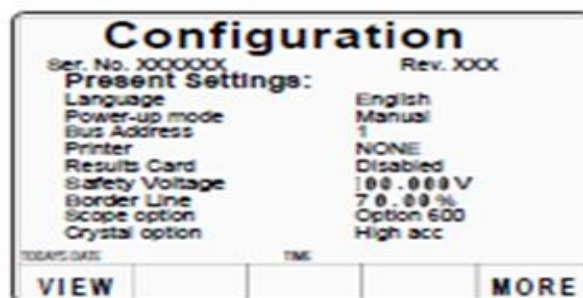 Configuration
Ser. No. XXXXXX Rev. XXX
Present Settings:
Language English
Power-up mode Manual
Bus Address 1
Printer NONE
Results Card Disabled
Safety Voltage 100.000V
Border Line 70.00%
Scope option Option 600
Crystal option High acc
TODAYS DATE TIME
VIEW MORE